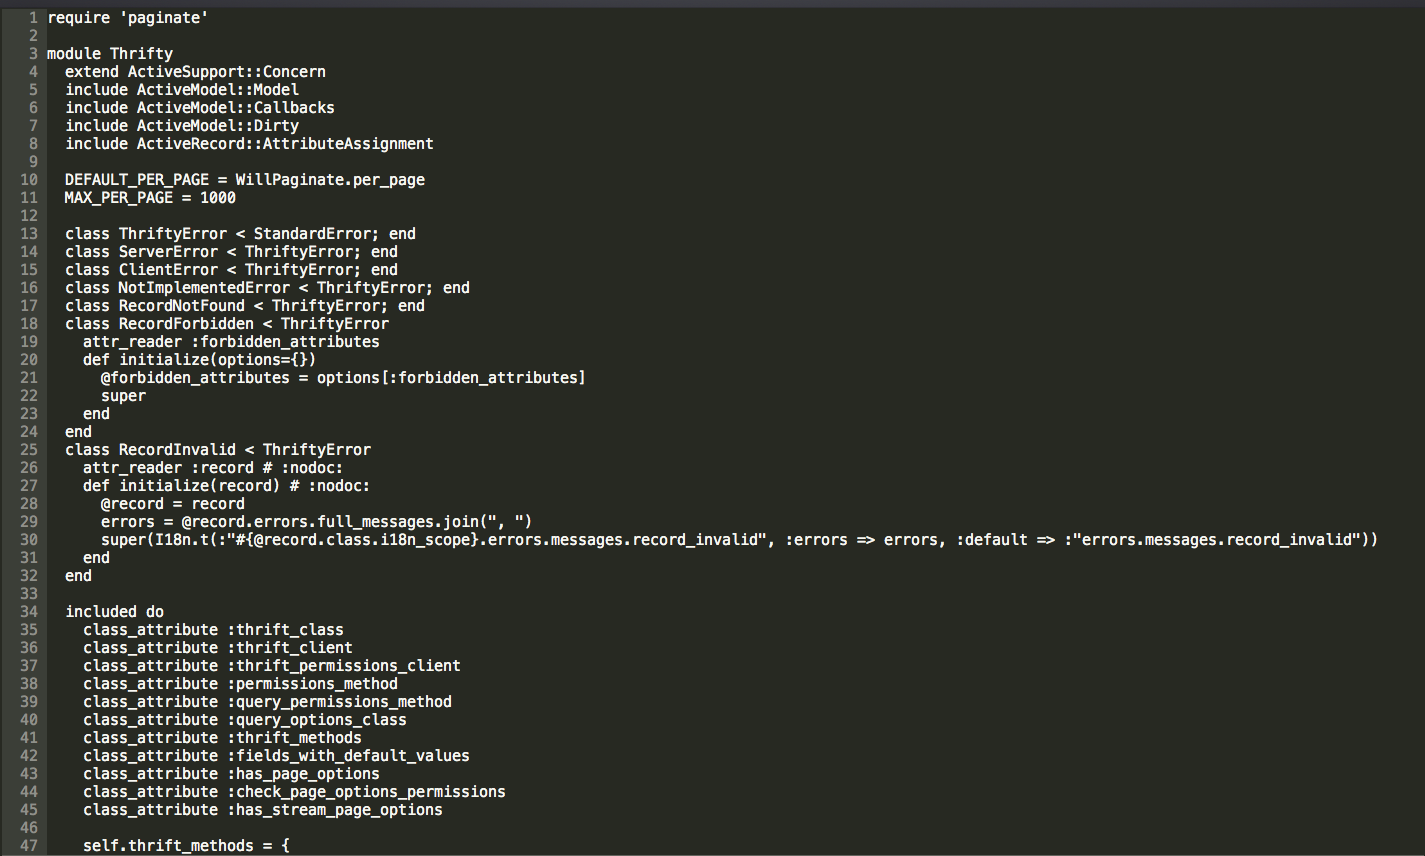 1 require 'paginate'
2
3 module Thrifty
4   extend ActiveSupport::Concern
5   include ActiveModel::Model
6   include ActiveModel::Callbacks
7   include ActiveModel::Dirty
8   include ActiveRecord::AttributeAssignment
9
10   DEFAULT_PER_PAGE = WillPaginate.per_page
11   MAX_PER_PAGE = 1000
12
13   class ThriftyError < StandardError; end
14   class ServerError < ThriftyError; end
15   class ClientError < ThriftyError; end
16   class NotImplementedError < ThriftyError; end
17   class RecordNotFound < ThriftyError; end
18   class RecordForbidden < ThriftyError
19     attr_reader :forbidden_attributes
20     def initialize(options={})
21       @forbidden_attributes = options[:forbidden_attributes]
22       super
23     end
24   end
25   class RecordInvalid < ThriftyError
26     attr_reader :record # :nodoc:
27     def initialize(record) # :nodoc:
28       @record = record
29       errors = @record.errors.full_messages.join(", ")
30       super(I18n.t(:"#{@record.class.i18n_scope}.errors.messages.record_invalid", :errors => errors, :default => :"errors.messages.record_invalid"))
31     end
32   end
33
34   included do
35     class_attribute :thrift_class
36     class_attribute :thrift_client
37     class_attribute :thrift_permissions_client
38     class_attribute :permissions_method
39     class_attribute :query_permissions_method
40     class_attribute :query_options_class
41     class_attribute :thrift_methods
42     class_attribute :fields_with_default_values
43     class_attribute :has_page_options
44     class_attribute :check_page_options_permissions
45     class_attribute :has_stream_page_options
46
47     self.thrift_methods = {